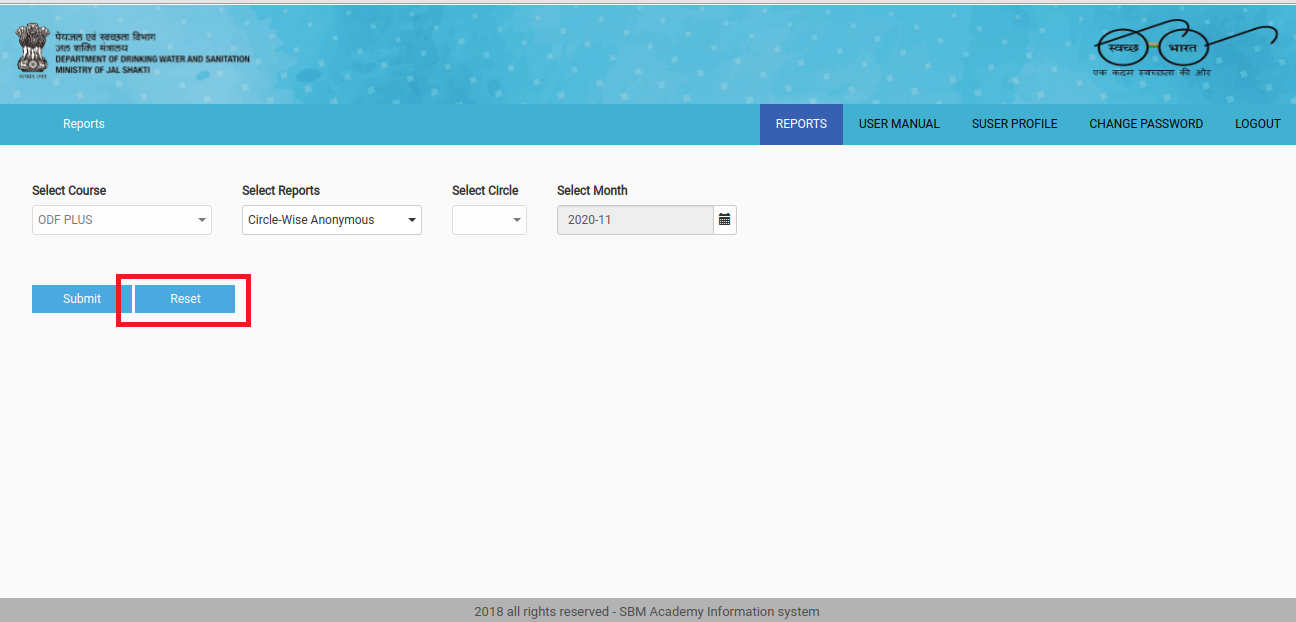 पेयजल एवं स्वच्छता विभाग
जल शक्ति मंत्रालय
DEPARTMENT OF DRINKING WATER AND SANITATION
MINISTRY OF JAL SHAKTI
स्वच्छ भारत
एक कदम स्वच्छता की ओर
Reports REPORTS USER MANUAL SUSER PROFILE CHANGE PASSWORD LOGOUT
Select Course Select Reports Select Circle Select Month
ODF PLUS Circle-Wise Anonymous 2020-11
Submit Reset
2018 all rights reserved - SBM Academy Information system